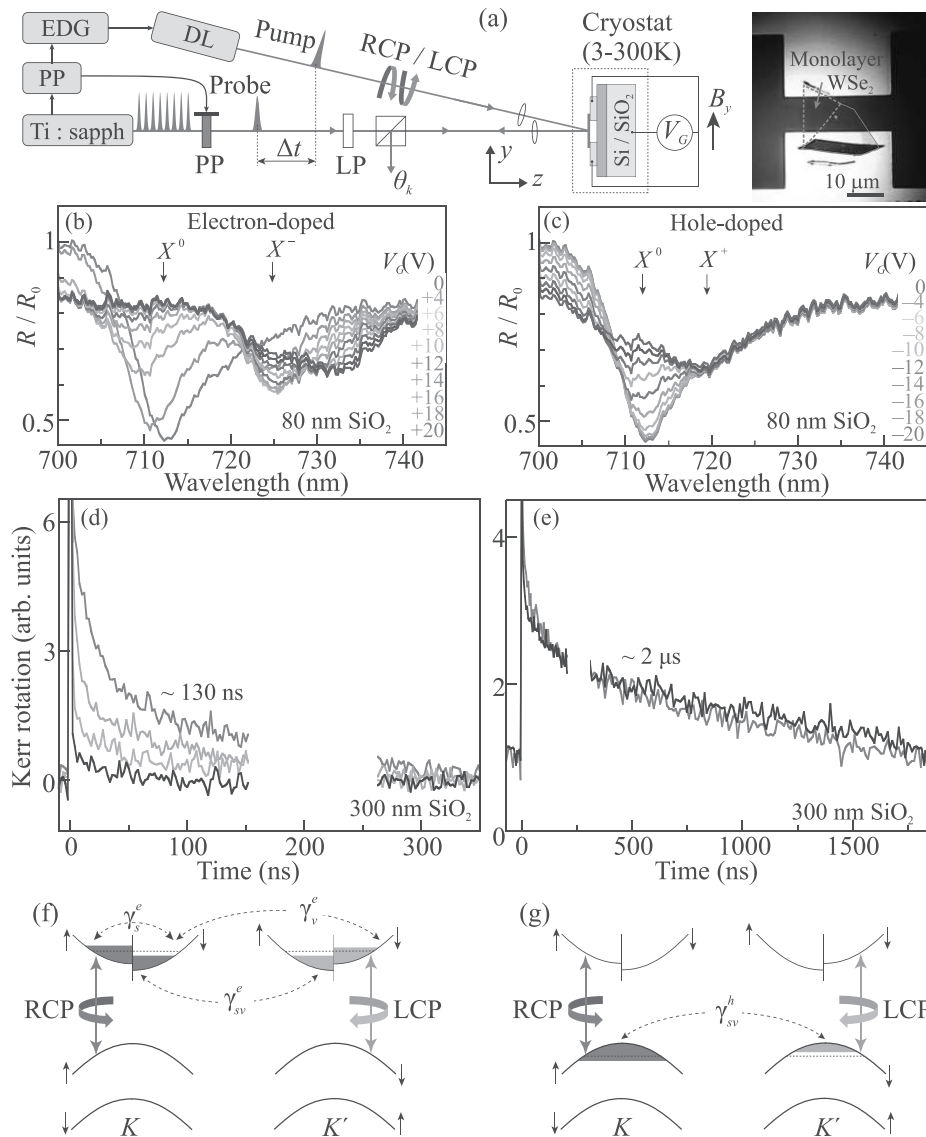 (a)
EDG
DL
Pump
RCP / LCP
Cryostat
(3-300K)
PP
Probe
Ti : sapph
PP
Δt
LP
θk
y
z
Si / SiO2
VG
By
Monolayer
WSe2
10 μm
(b)
Electron-doped
X0
X−
VG(V)
0
+4
+6
+10
+12
+14
+16
+18
+20
1
0.5
R / R0
80 nm SiO2
700 710 720 730 740
Wavelength (nm)
(c)
Hole-doped
X0
X+
VG(V)
0
−4
−6
−8
−10
−12
−14
−16
−18
−20
1
0.5
R / R0
80 nm SiO2
700 710 720 730 740
Wavelength (nm)
(d)
6
3
0
Kerr rotation (arb. units)
~ 130 ns
300 nm SiO2
0 100 200 300
Time (ns)
(e)
4
2
0
~ 2 μs
300 nm SiO2
0 500 1000 1500
Time (ns)
(f)
γse
γve
γsve
RCP
LCP
K
K′
(g)
γsvh
RCP
LCP
K
K′